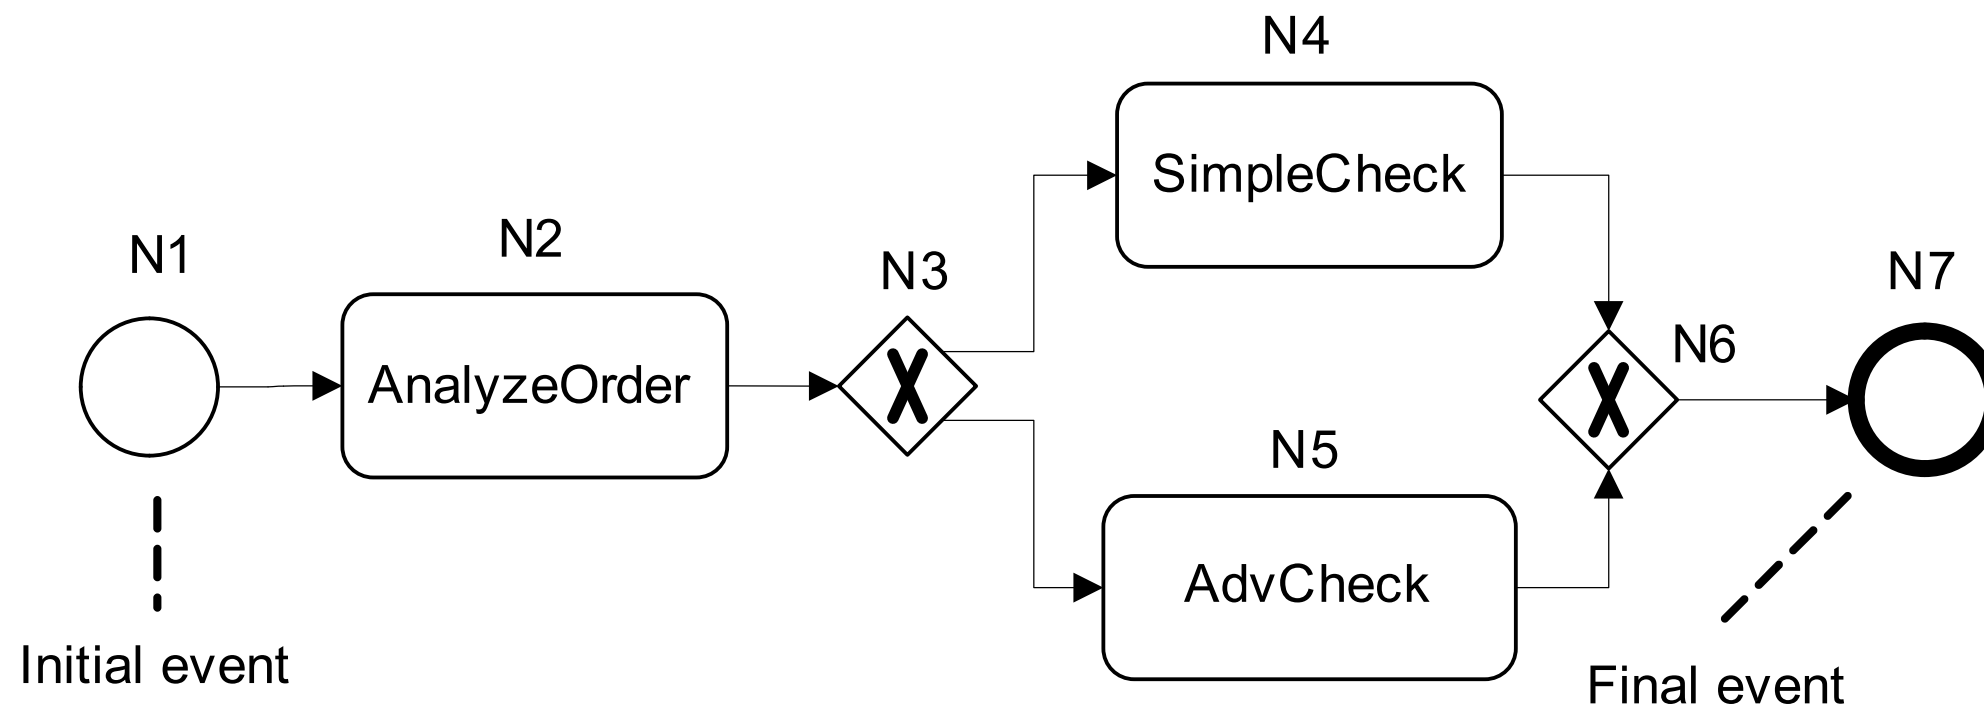 N4
SimpleCheck
N1
N2
AnalyzeOrder
N3
N5
AdvCheck
N6
N7
Initial event
Final event